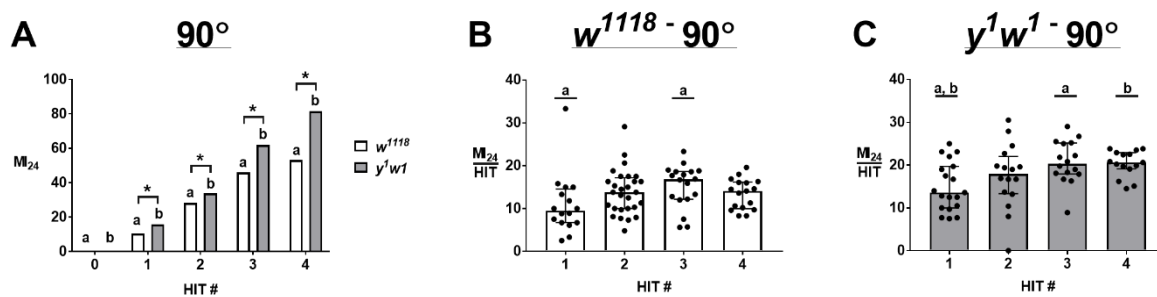 A 90°
MI24
100
80
60
40
20
0
a b
a * b
a * b
a * b
a * b
0 1 2 3 4
HIT #
w1118
y1w1
B w1118 - 90°
MI24
HIT
40
30
20
10
0
a a
1 2 3 4
HIT #
C y1w1 - 90°
MI24
HIT
40
30
20
10
0
a, b a b
1 2 3 4
HIT #